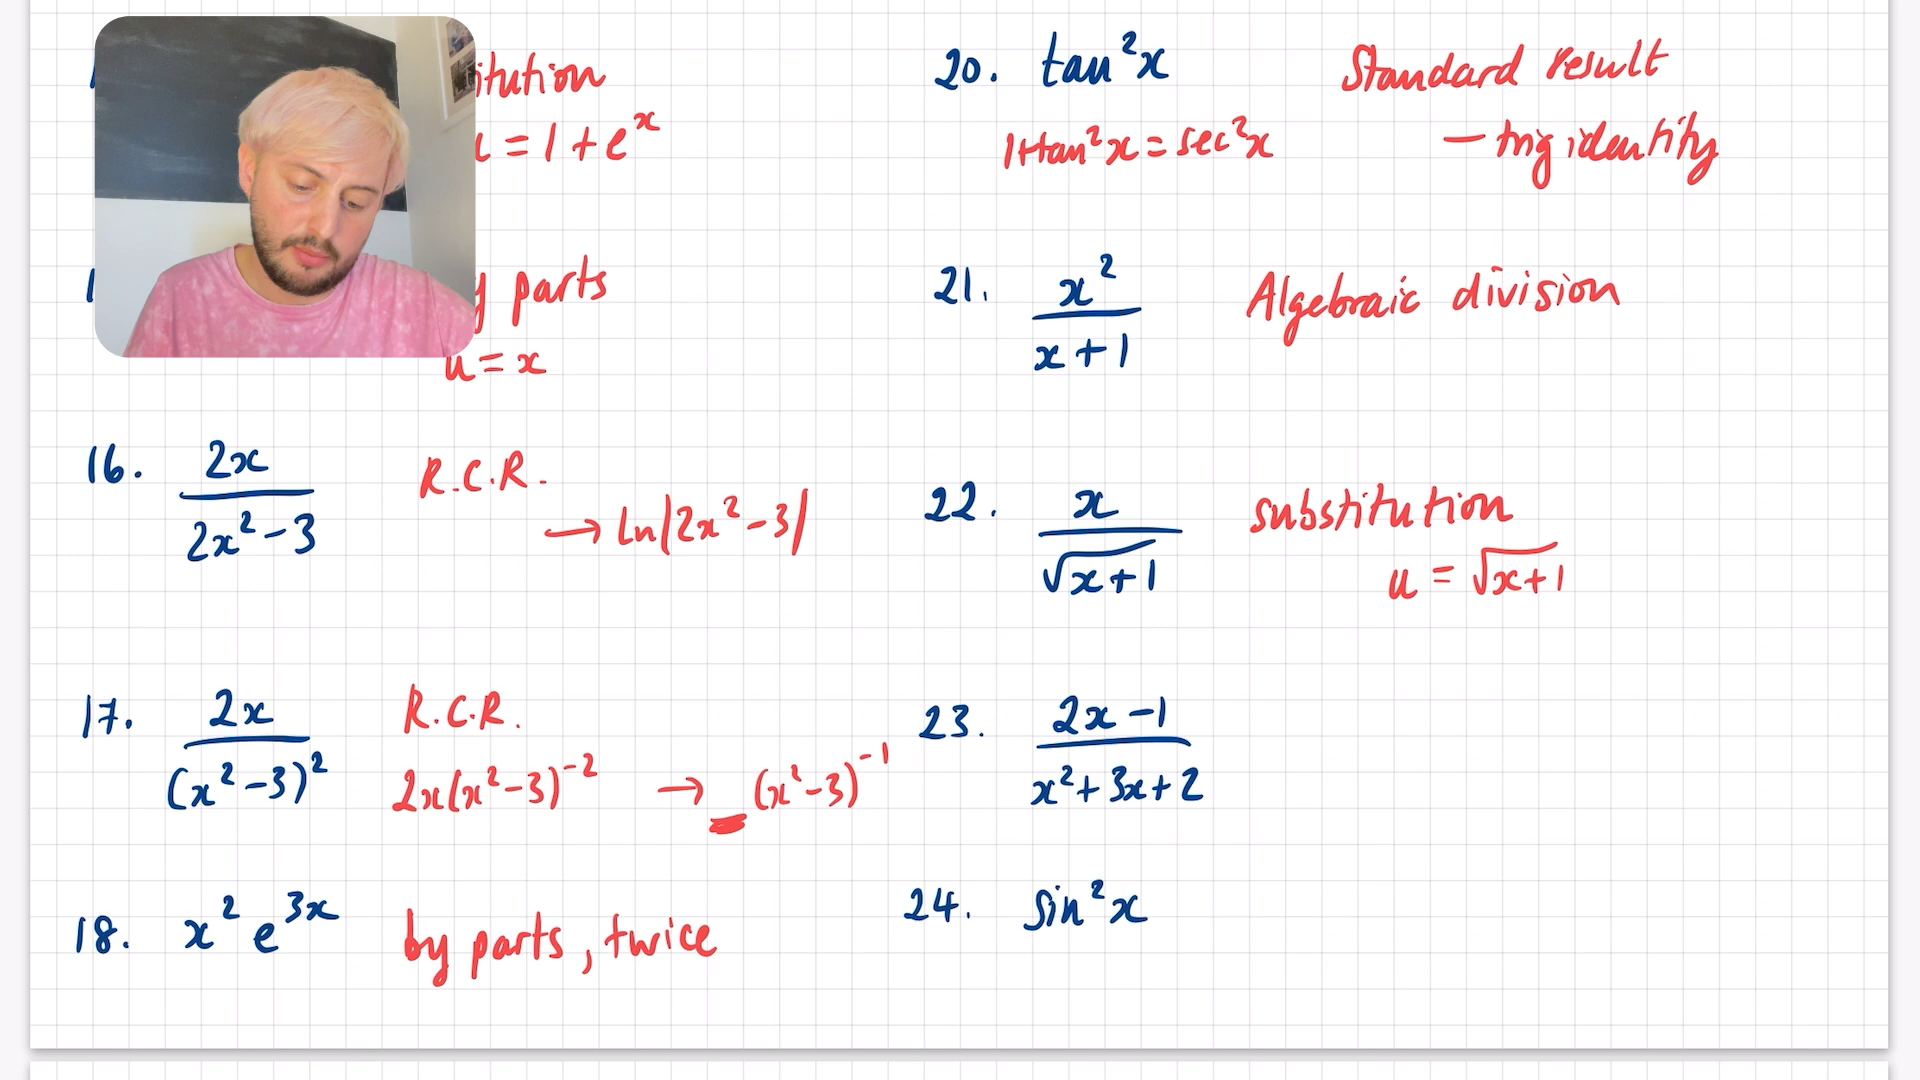 u = 1 + e^x
parts
u = x
16. 2x / (2x² - 3) R.C.R. → ln|2x² - 3|
17. 2x / (x² - 3)² R.C.R.
2x(x² - 3)⁻² → _ (x² - 3)⁻¹
18. x² e^(3x) by parts, twice
20. tan²x Standard result
1+tan²x = sec²x - trig identity
21. x² / (x + 1) Algebraic division
22. x / √(x + 1) substitution
u = √(x+1)
23. (2x - 1) / (x² + 3x + 2)
24. sin²x